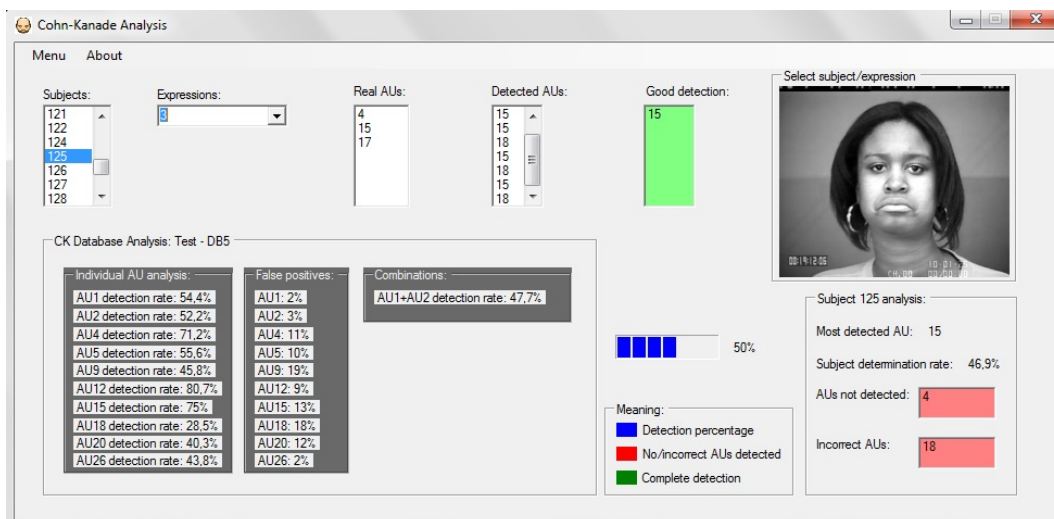 Cohn-Kanade Analysis
Menu About
Subjects:
121
122
124
125
126
127
128
Expressions:
3
Real AUs:
4
15
17
Detected AUs:
15
15
18
15
18
15
18
Good detection:
15
Select subject/expression
00:19:12:05
CK Database Analysis: Test - DB5
Individual AU analysis:
AU1 detection rate: 54,4%
AU2 detection rate: 52,2%
AU4 detection rate: 71,2%
AU5 detection rate: 55,6%
AU9 detection rate: 45,8%
AU12 detection rate: 80,7%
AU15 detection rate: 75%
AU18 detection rate: 28,5%
AU20 detection rate: 40,3%
AU26 detection rate: 43,8%
False positives:
AU1: 2%
AU2: 3%
AU4: 11%
AU5: 10%
AU9: 19%
AU12: 9%
AU15: 13%
AU18: 18%
AU20: 12%
AU26: 2%
Combinations:
AU1+AU2 detection rate: 47,7%
50%
Meaning:
Detection percentage
No/incorrect AUs detected
Complete detection
Subject 125 analysis:
Most detected AU: 15
Subject determination rate: 46,9%
AUs not detected: 4
Incorrect AUs: 18